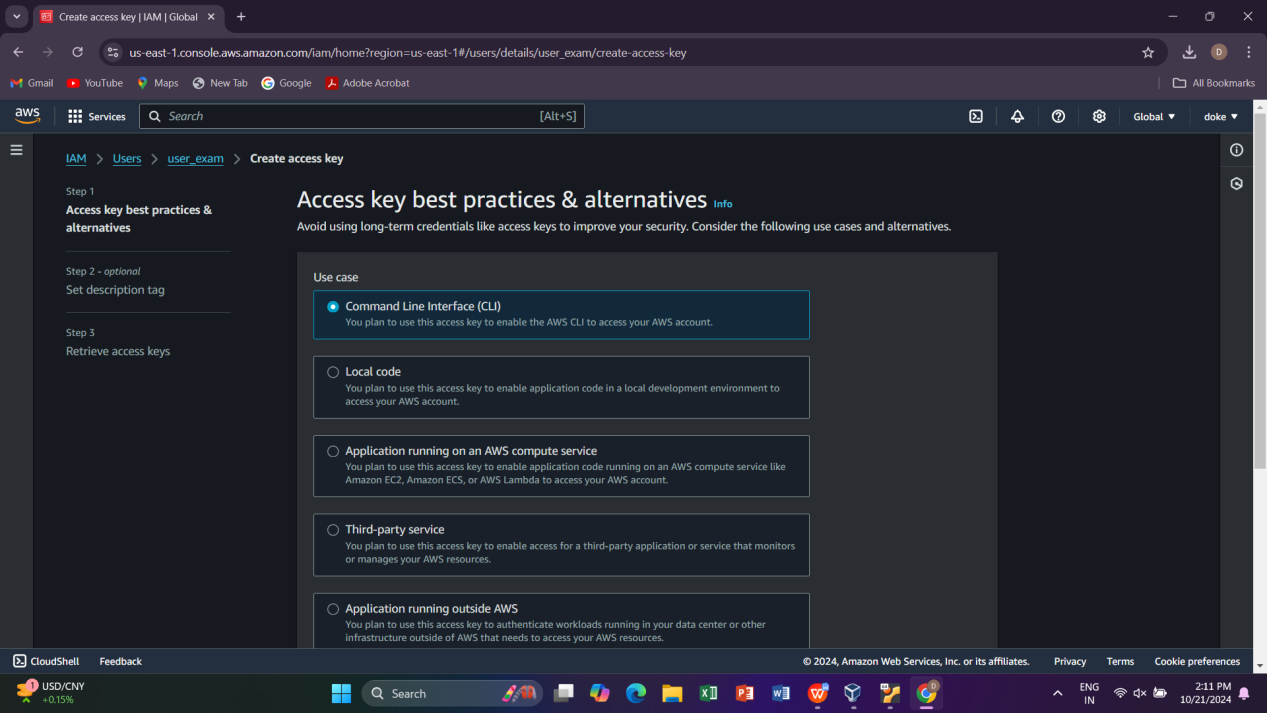 Create access key | IAM | Global
us-east-1.console.aws.amazon.com/iam/home?region=us-east-1#/users/details/user_exam/create-access-key
D
Gmail
YouTube
Maps
New Tab
Google
Adobe Acrobat
All Bookmarks
aws
Services
Search
[Alt+S]
Global
doke
IAM
Users
user_exam
Create access key
Step 1
Access key best practices &
alternatives
Step 2 - optional
Set description tag
Step 3
Retrieve access keys
Access key best practices & alternatives Info
Avoid using long-term credentials like access keys to improve your security. Consider the following use cases and alternatives.
Use case
Command Line Interface (CLI)
You plan to use this access key to enable the AWS CLI to access your AWS account.
Local code
You plan to use this access key to enable application code in a local development environment to
access your AWS account.
Application running on an AWS compute service
You plan to use this access key to enable application code running on an AWS compute service like
Amazon EC2, Amazon ECS, or AWS Lambda to access your AWS account.
Third-party service
You plan to use this access key to enable access for a third-party application or service that monitors
or manages your AWS resources.
Application running outside AWS
You plan to use this access key to authenticate workloads running in your data center or other
infrastructure outside of AWS that needs to access your AWS resources.
CloudShell
Feedback
© 2024, Amazon Web Services, Inc. or its affiliates.
Privacy
Terms
Cookie preferences
1
USD/CNY
+0.15%
Search
ENG
IN
2:11 PM
10/21/2024